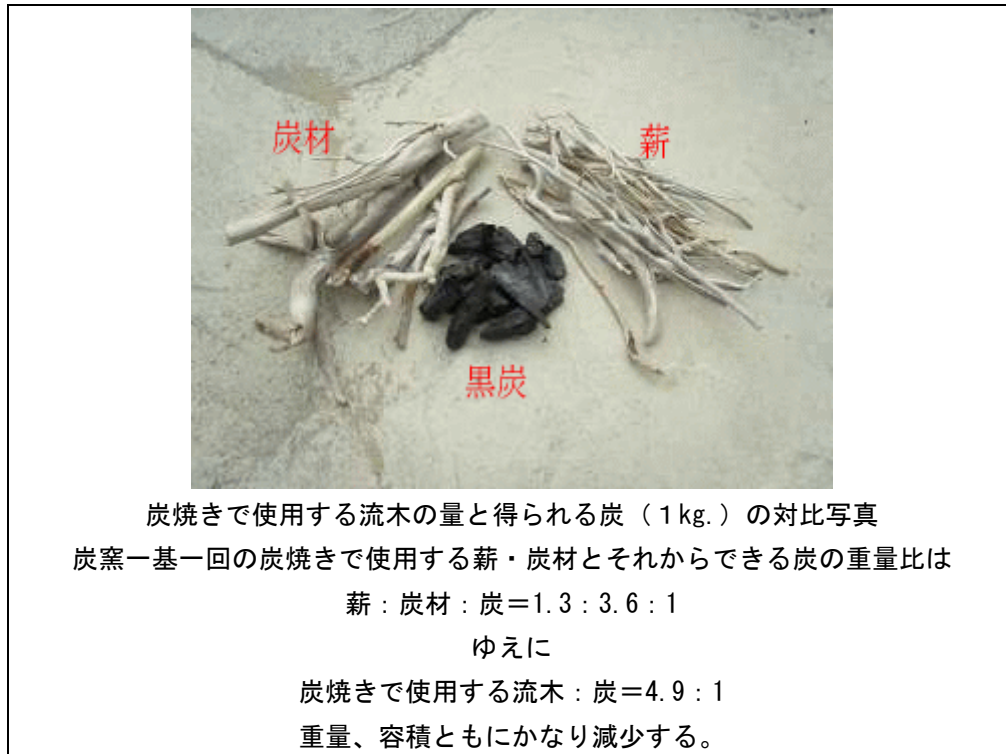 炭材
薪
黒炭
炭焼きで使用する流木の量と得られる炭（１kg.）の対比写真
炭窯一基一回の炭焼きで使用する薪・炭材とそれからできる炭の重量比は
薪：炭材：炭＝1.3：3.6：1
ゆえに
炭焼きで使用する流木：炭＝4.9：1
重量、容積ともにかなり減少する。